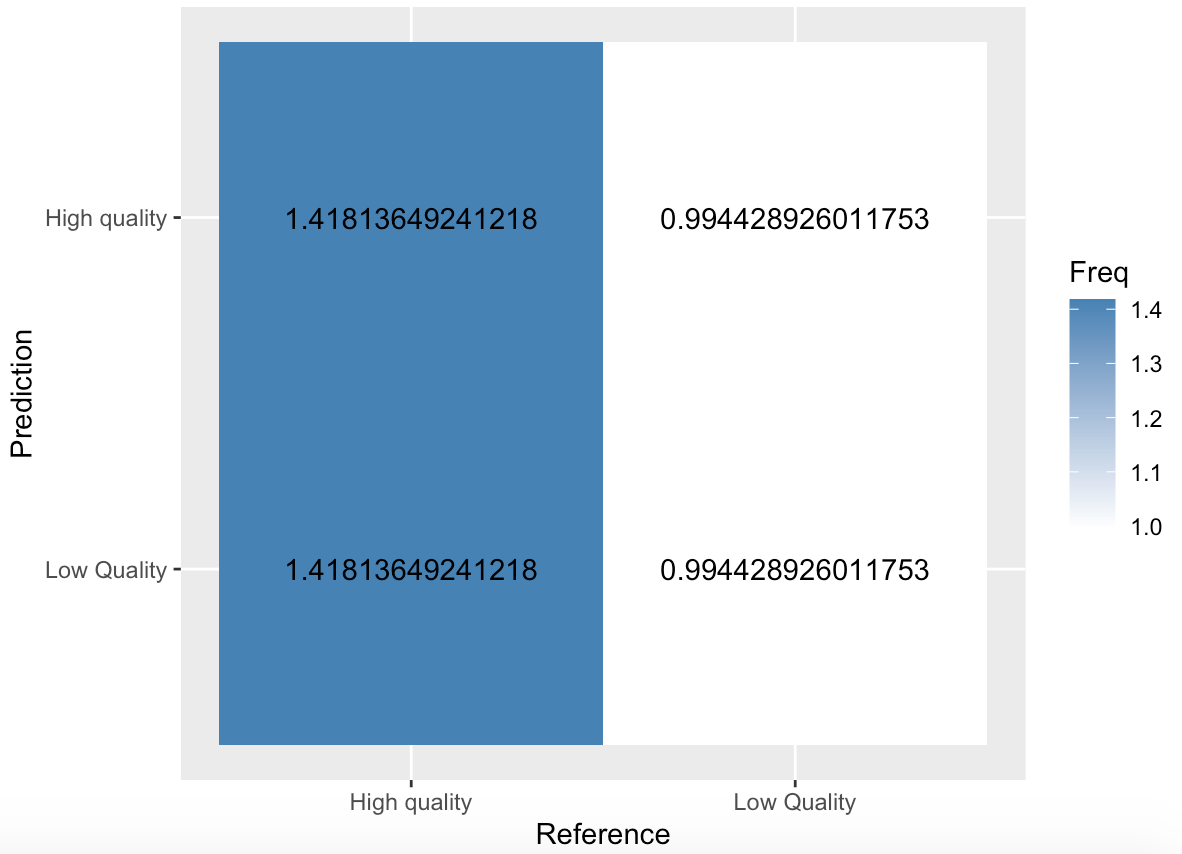 High quality
1.41813649241218
0.994428926011753
Low Quality
1.41813649241218
0.994428926011753
Prediction
High quality
Low Quality
Reference
Freq
1.4
1.3
1.2
1.1
1.0